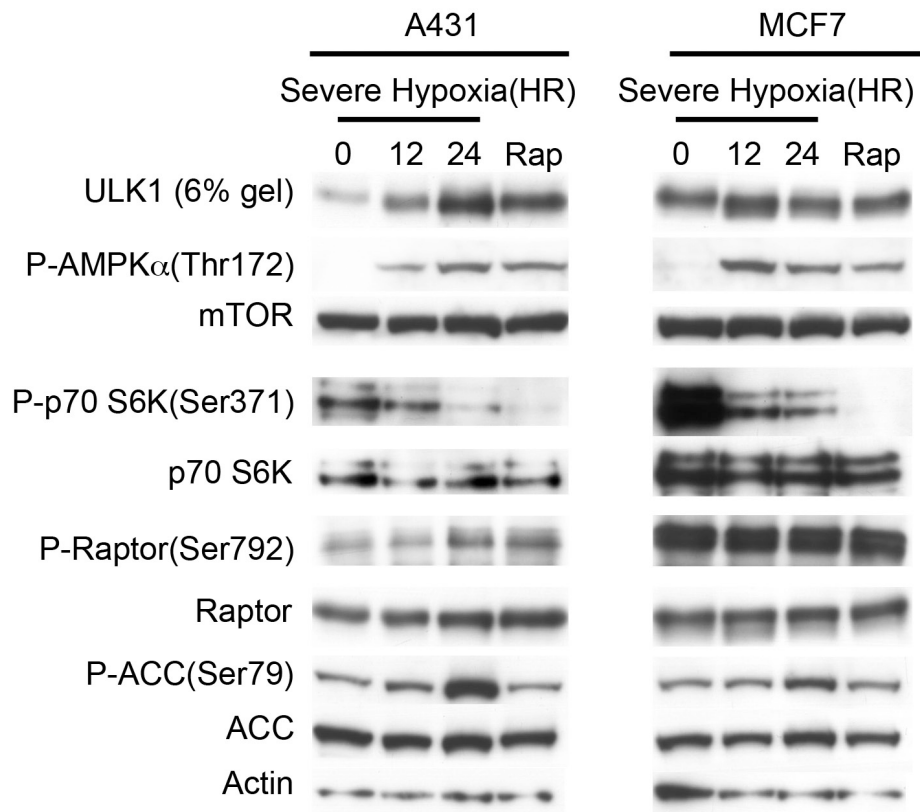 A431 MCF7
Severe Hypoxia(HR) Severe Hypoxia(HR)
0 12 24 Rap 0 12 24 Rap
ULK1 (6% gel)
P-AMPKα(Thr172)
mTOR
P-p70 S6K(Ser371)
p70 S6K
P-Raptor(Ser792)
Raptor
P-ACC(Ser79)
ACC
Actin